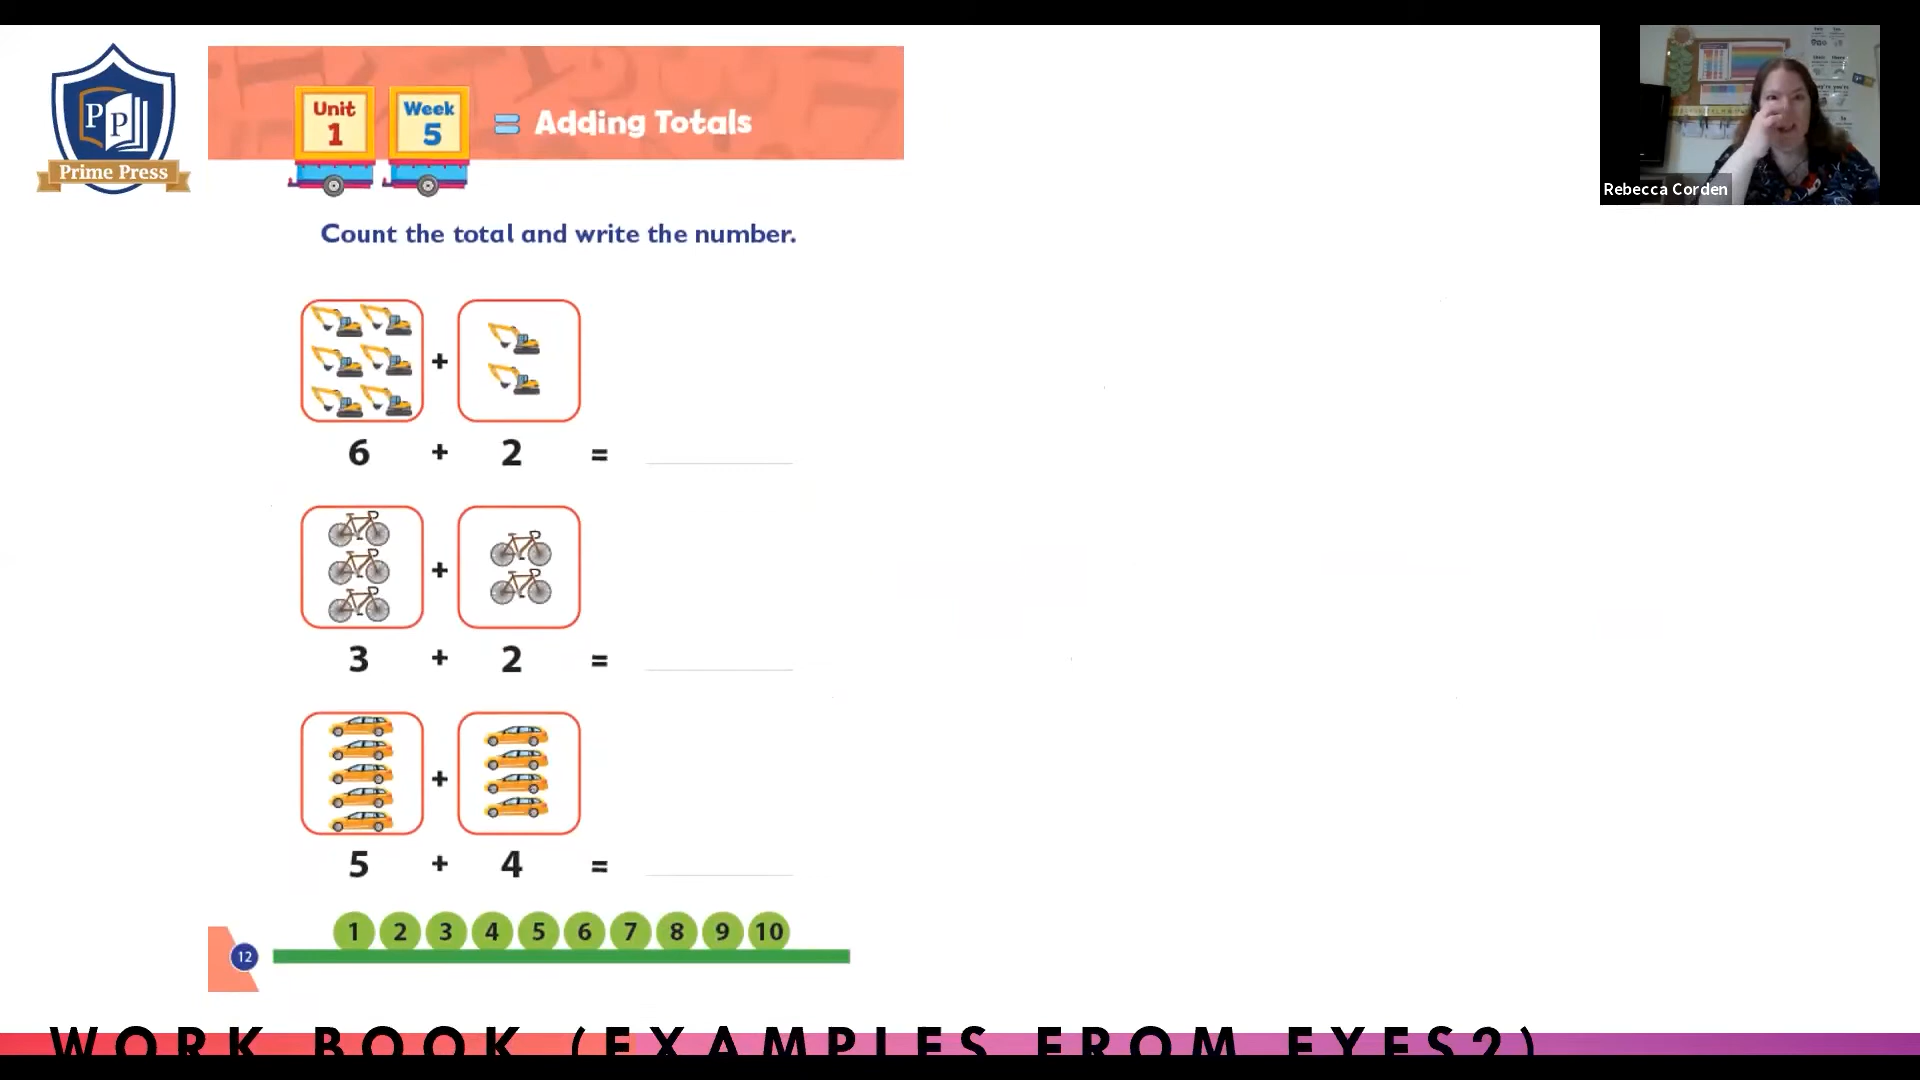 PP
Prime Press
Unit
1
Week
5
= Adding Totals
Rebecca Corden
Count the total and write the number.
+
6 + 2 =
+
3 + 2 =
+
5 + 4 =
1 2 3 4 5 6 7 8 9 10
12
WORK BOOK (EXAMPLES FROM EYES2)